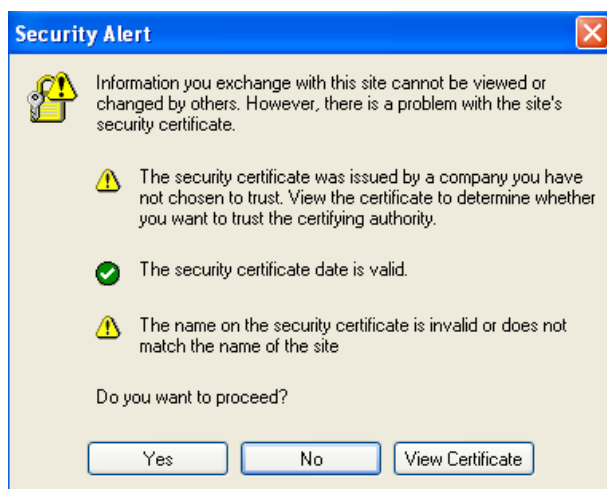 Security Alert
Information you exchange with this site cannot be viewed or
changed by others. However, there is a problem with the site's
security certificate.
The security certificate was issued by a company you have
not chosen to trust. View the certificate to determine whether
you want to trust the certifying authority.
The security certificate date is valid.
The name on the security certificate is invalid or does not
match the name of the site
Do you want to proceed?
Yes
No
View Certificate